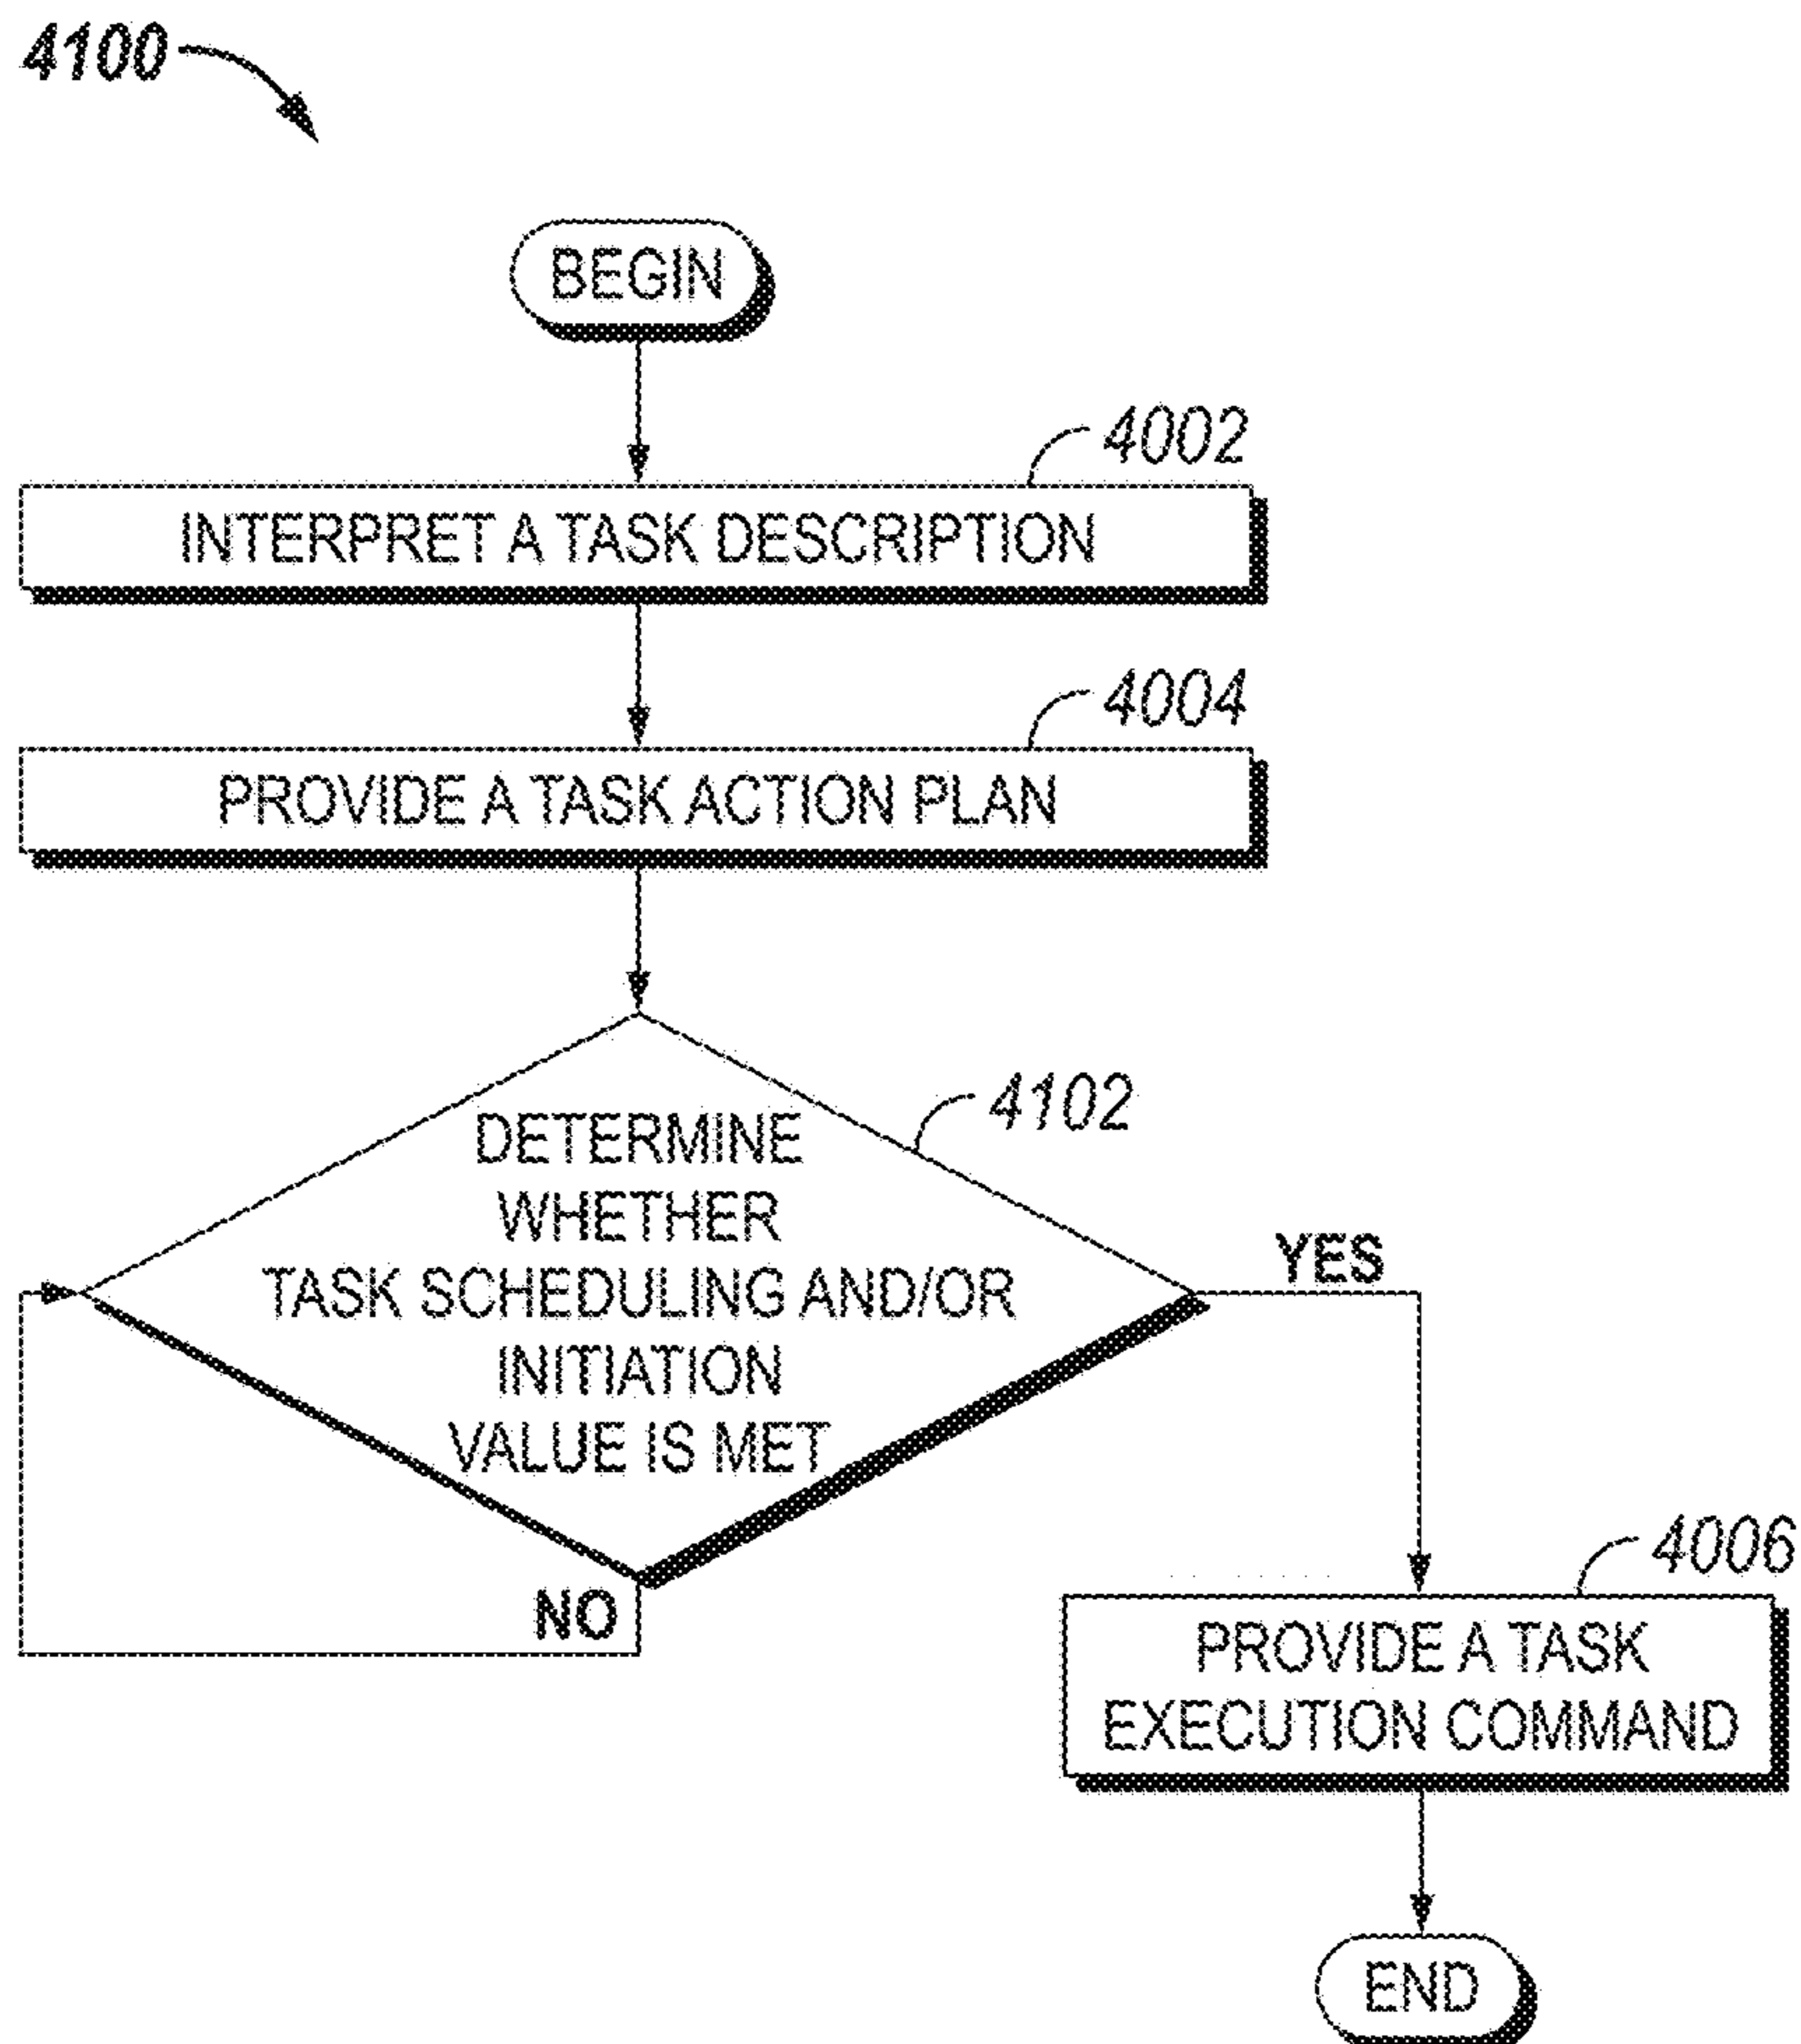 4100
BEGIN
4002
INTERPRET A TASK DESCRIPTION
4004
PROVIDE A TASK ACTION PLAN
4102
DETERMINE
WHETHER
TASK SCHEDULING AND/OR
INITIATION
VALUE IS MET
YES
NO
4006
PROVIDE A TASK
EXECUTION COMMAND
END